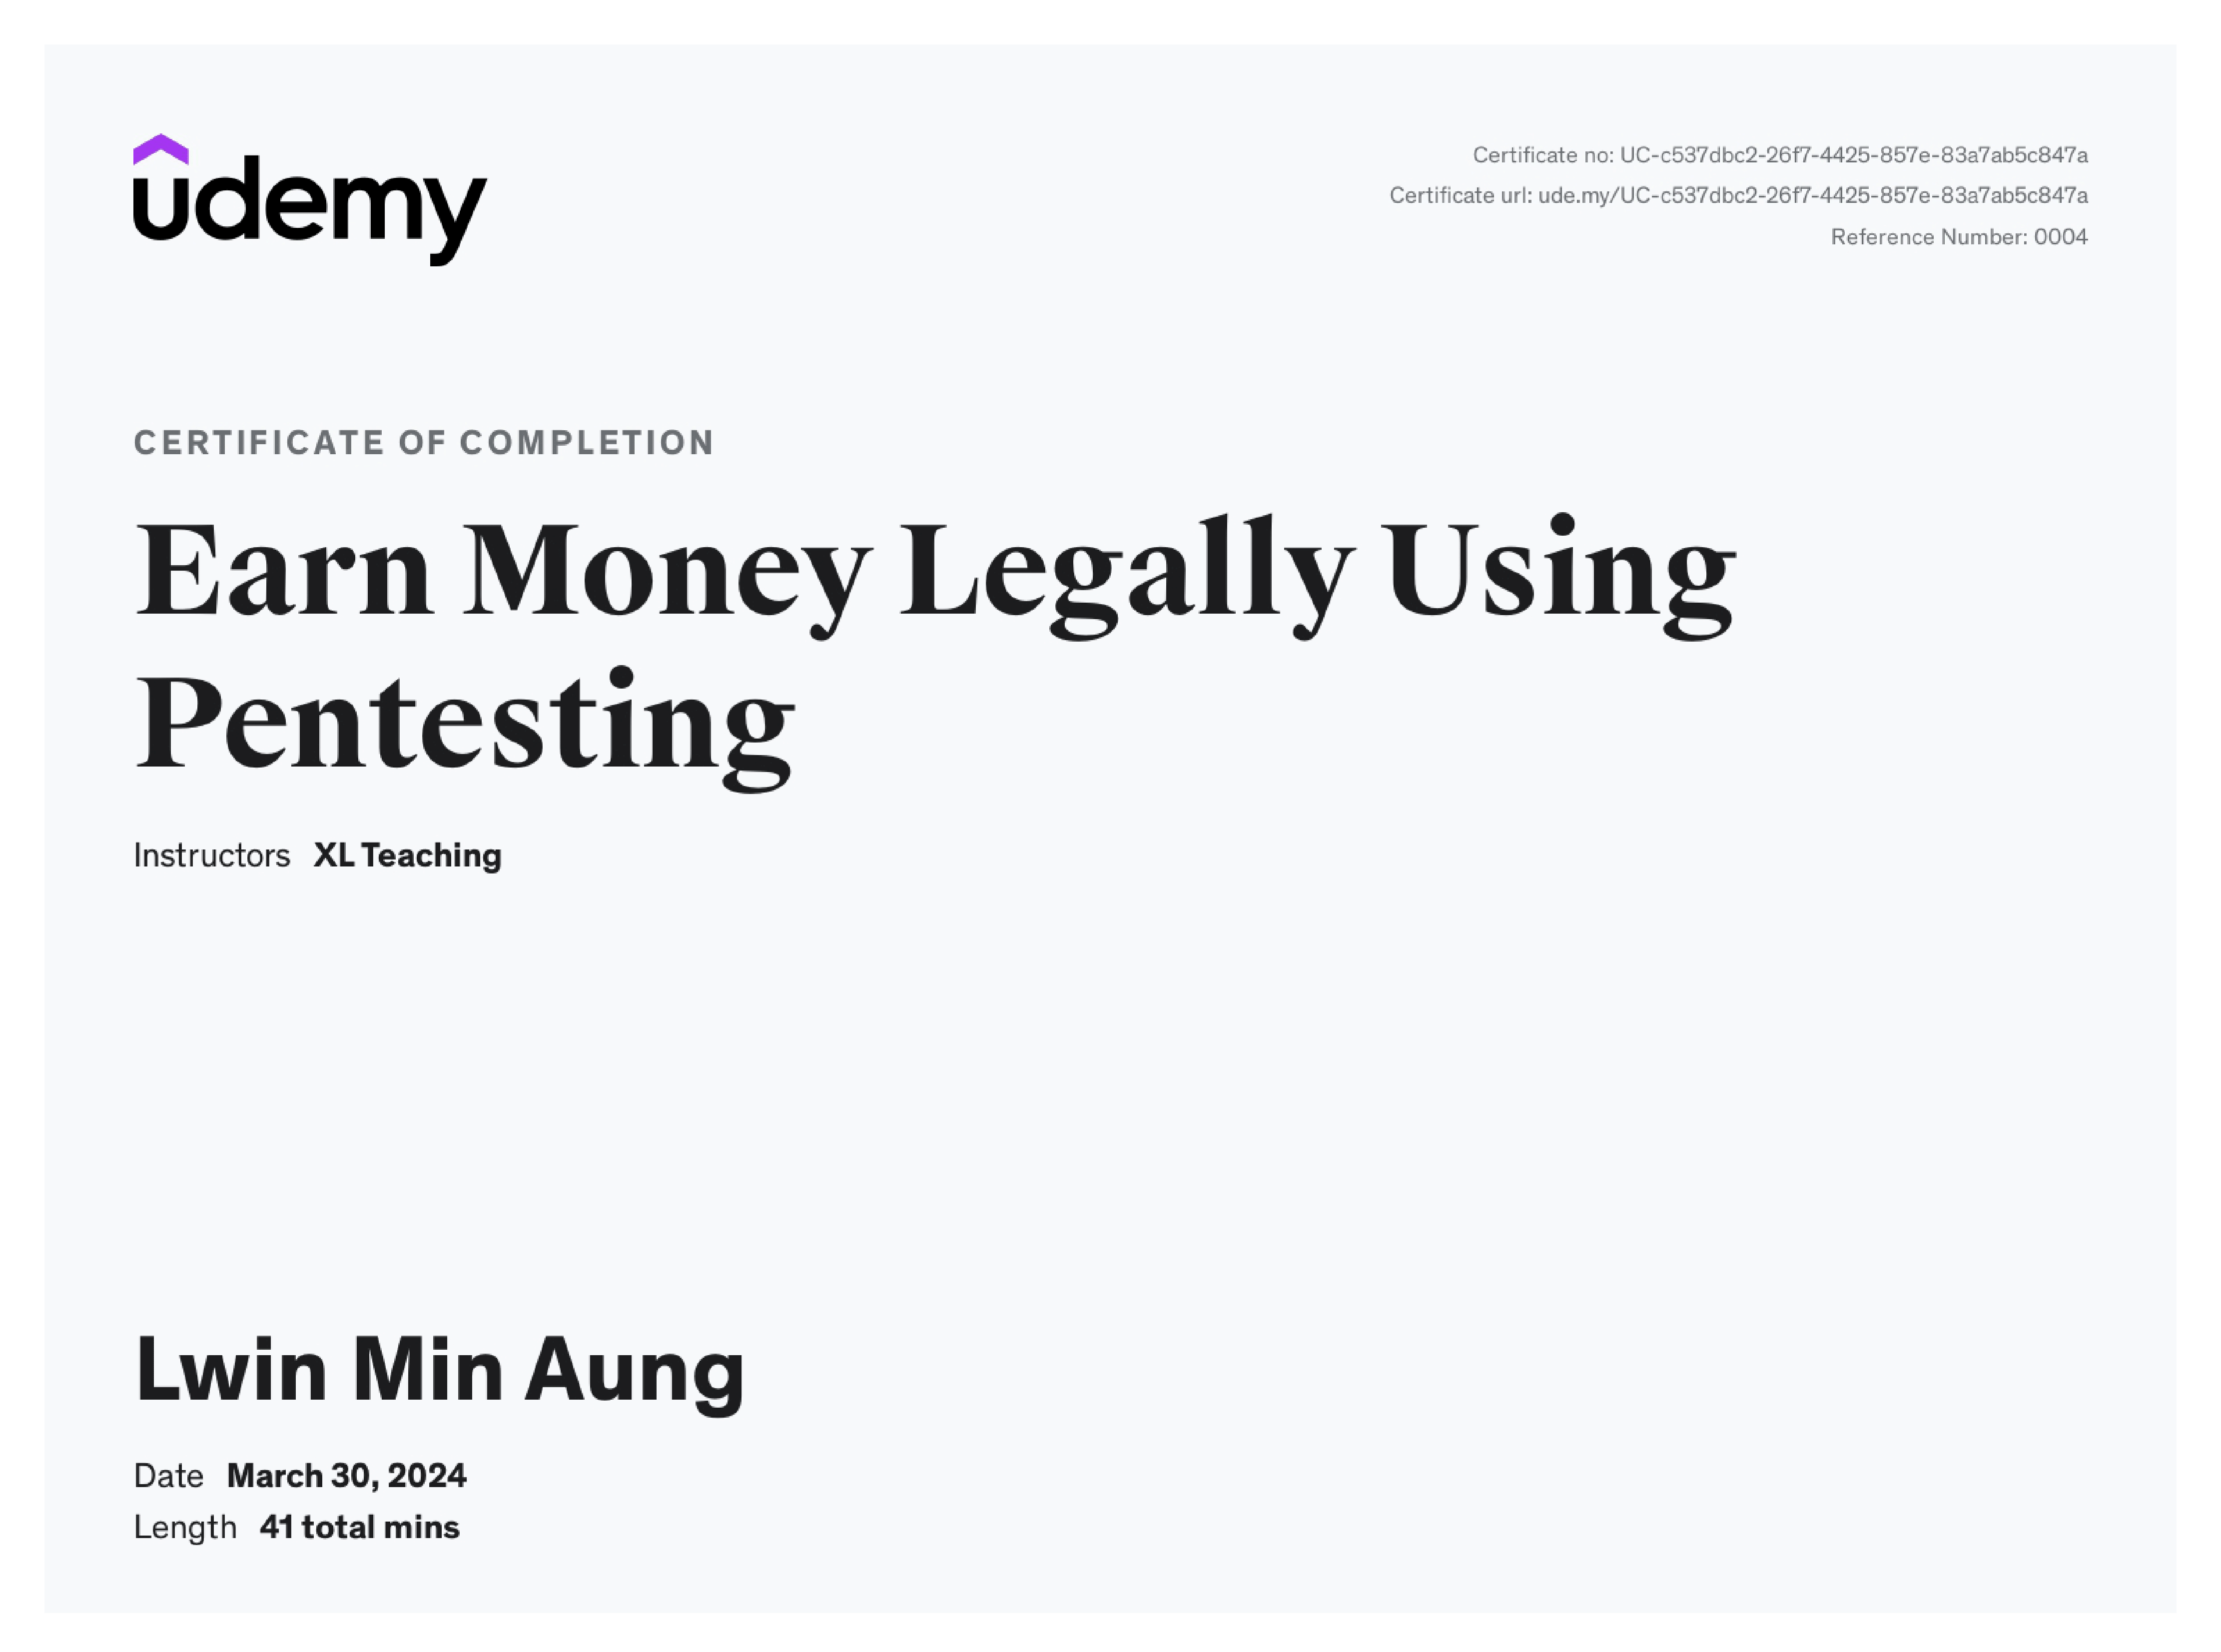 udemy
Certificate no: UC-c537dbc2-26f7-4425-857e-83a7ab5c847a
Certificate url: ude.my/UC-c537dbc2-26f7-4425-857e-83a7ab5c847a
Reference Number: 0004
CERTIFICATE OF COMPLETION
Earn Money Legally Using
Pentesting
Instructors XL Teaching
Lwin Min Aung
Date March 30, 2024
Length 41 total mins